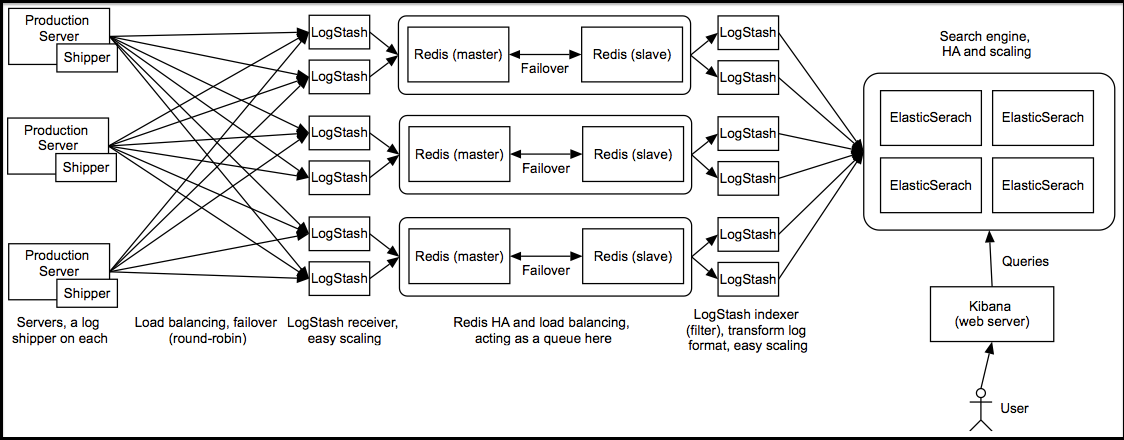 Production
Server
Shipper
Production
Server
Shipper
Production
Server
Shipper
Servers, a log
shipper on each
Load balancing, failover
(round-robin)
LogStash
LogStash
LogStash
LogStash
LogStash
LogStash
LogStash receiver,
easy scaling
Redis (master)
Failover
Redis (slave)
Redis (master)
Failover
Redis (slave)
Redis (master)
Failover
Redis (slave)
Redis HA and load balancing,
acting as a queue here
LogStash
LogStash
LogStash
LogStash
LogStash
LogStash
LogStash indexer
(filter), transform log
format, easy scaling
Search engine,
HA and scaling
ElasticSerach
ElasticSerach
ElasticSerach
ElasticSerach
Queries
Kibana
(web server)
User